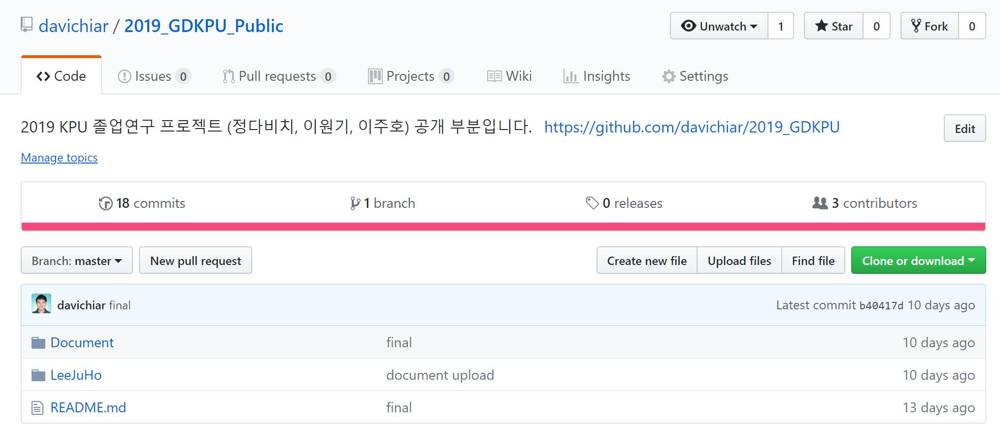 davichiar / 2019_GDKPU_Public Unwatch 1 Star 0 Fork 0
Code Issues 0 Pull requests 0 Projects 0 Wiki Insights Settings
2019 KPU 졸업연구 프로젝트 (정다비치, 이원기, 이주호) 공개 부분입니다. https://github.com/davichiar/2019_GDKPU Edit
Manage topics
18 commits 1 branch 0 releases 3 contributors
Branch: master New pull request Create new file Upload files Find file Clone or download
davichiar final Latest commit b40417d 10 days ago
Document final 10 days ago
LeeJuHo document upload 10 days ago
README.md final 13 days ago